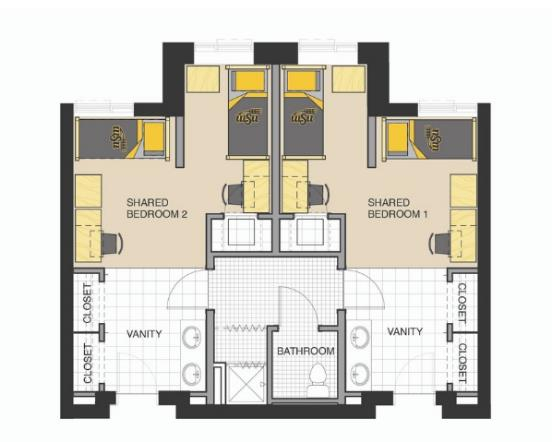 SHARED
BEDROOM 2
SHARED
BEDROOM 1
CLOSET
CLOSET
VANITY
BATHROOM
VANITY
CLOSET
CLOSET